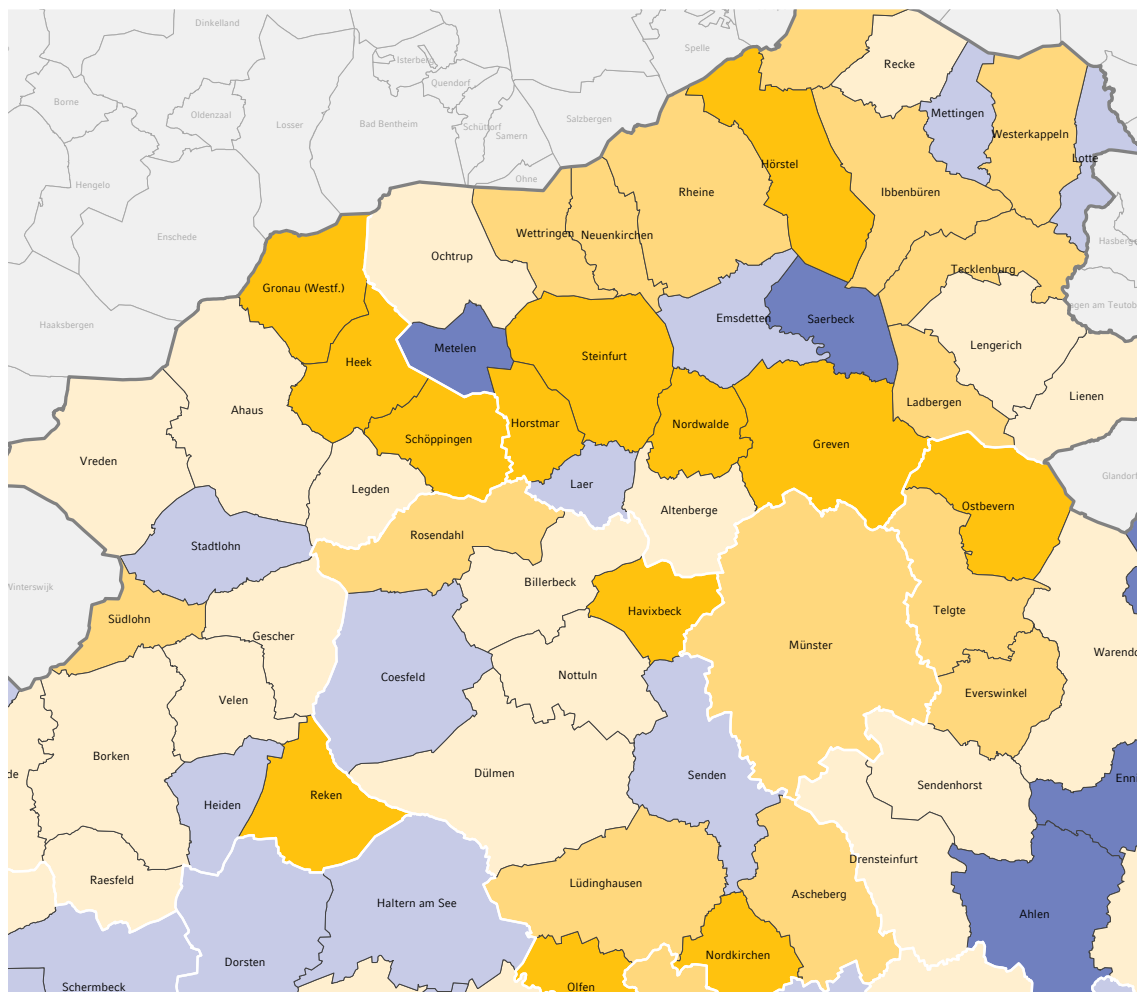 Dinkelland
Spelle
Isterberg
Recke
Quendorf
Borne
Oldenzaal
Mettingen
Salzbergen
Losser
Bad Bentheim
Schüttorf
Samern
Westerkappeln
Lotte
Hörstel
Ohne
Hengelo
Rheine
Ibbenbüren
Wettringen
Neuenkirchen
Enschede
Ochtrup
Tecklenburg
Gronau (Westf.)
Emsdetten
Saerbeck
Haaksbergen
Lengerich
Metelen
Steinfurt
Heek
Lienen
Ladbergen
Ahaus
Horstmar
Nordwalde
Schöppingen
Greven
Vreden
Legden
Laer
Altenberge
Ostbevern
Rosendahl
Stadtlohn
Billerbeck
Winterswijk
Havixbeck
Telgte
Südlohn
Gescher
Münster
Nottuln
Coesfeld
Everswinkel
Velen
Borken
Dülmen
Senden
Sendenhorst
Reken
Heiden
Drensteinfurt
Raesfeld
Lüdinghausen
Ascheberg
Haltern am See
Ahlen
Nordkirchen
Dorsten
Schermbeck
Olfen